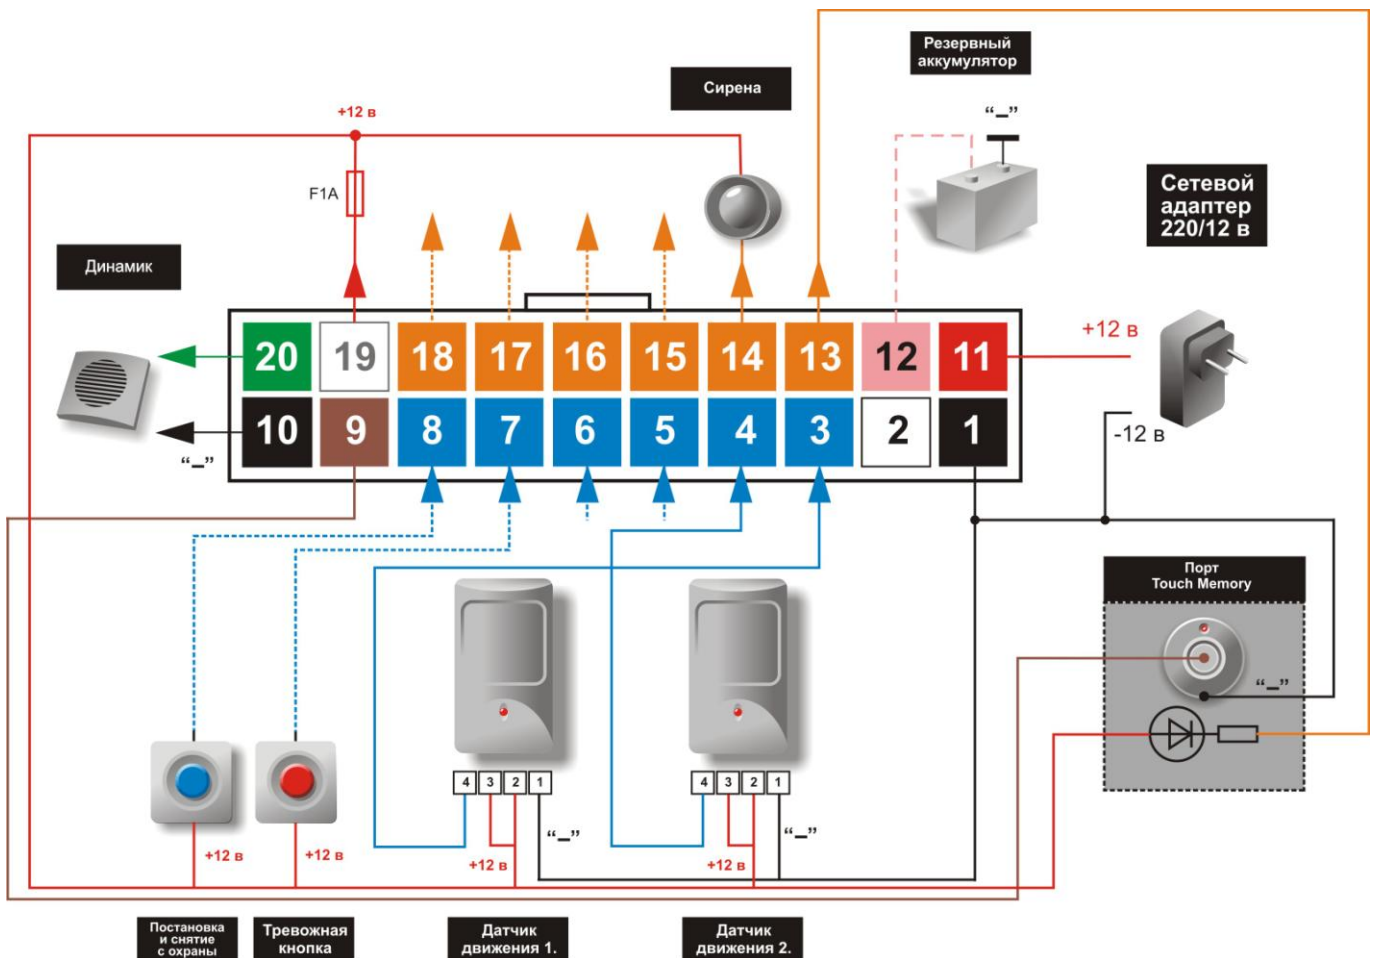 Резервный
аккумулятор
Сирена
“–”
+12 в
F1A
Сетевой
адаптер
220/12 в
Динамик
+12 в
20 19 18 17 16 15 14 13 12 11
10 9 8 7 6 5 4 3 2 1
-12 в
“–”
Порт
Touch Memory
“–”
4 3 2 1
4 3 2 1
“–”
“–”
+12 в
+12 в
+12 в
+12 в
Постановка
и снятие
с охраны
Тревожная
кнопка
Датчик
движения 1.
Датчик
движения 2.